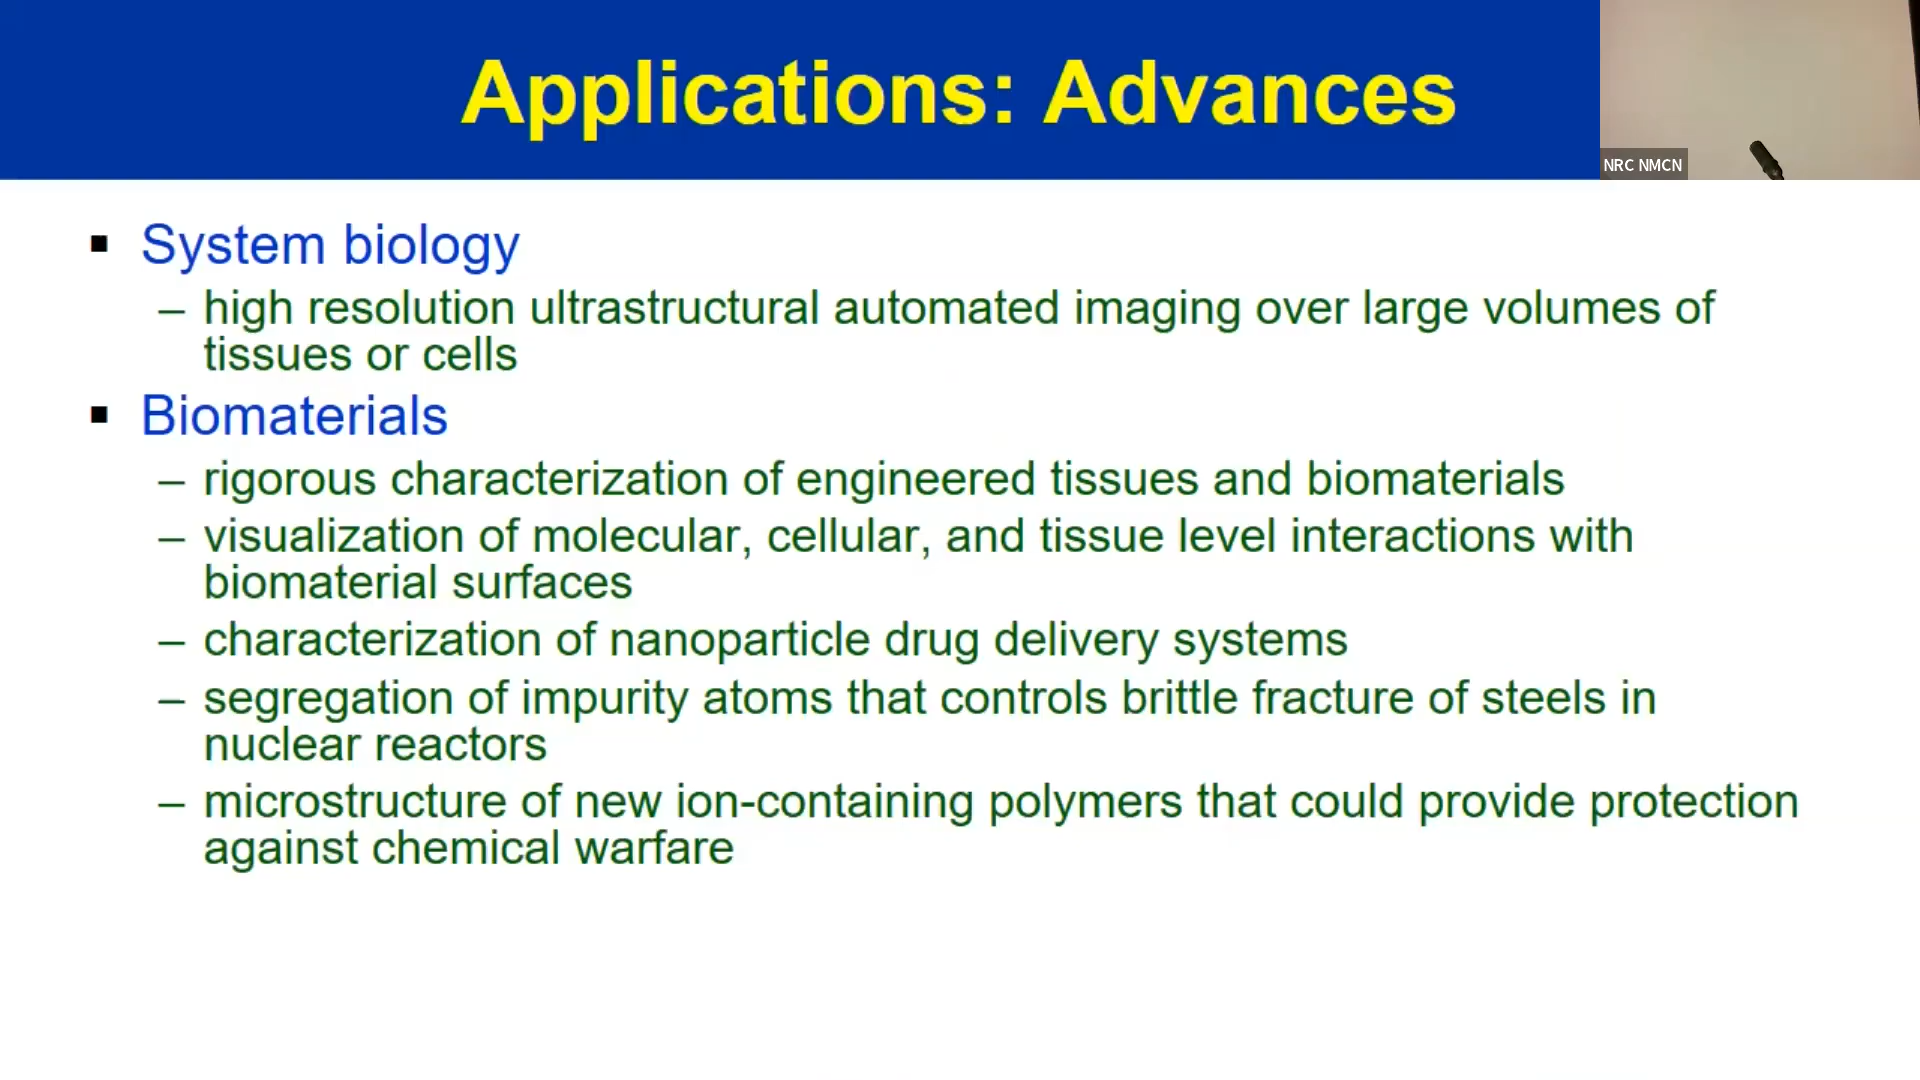 Applications: Advances
NRC NMCN
▪ System biology
– high resolution ultrastructural automated imaging over large volumes of
tissues or cells
▪ Biomaterials
– rigorous characterization of engineered tissues and biomaterials
– visualization of molecular, cellular, and tissue level interactions with
biomaterial surfaces
– characterization of nanoparticle drug delivery systems
– segregation of impurity atoms that controls brittle fracture of steels in
nuclear reactors
– microstructure of new ion-containing polymers that could provide protection
against chemical warfare